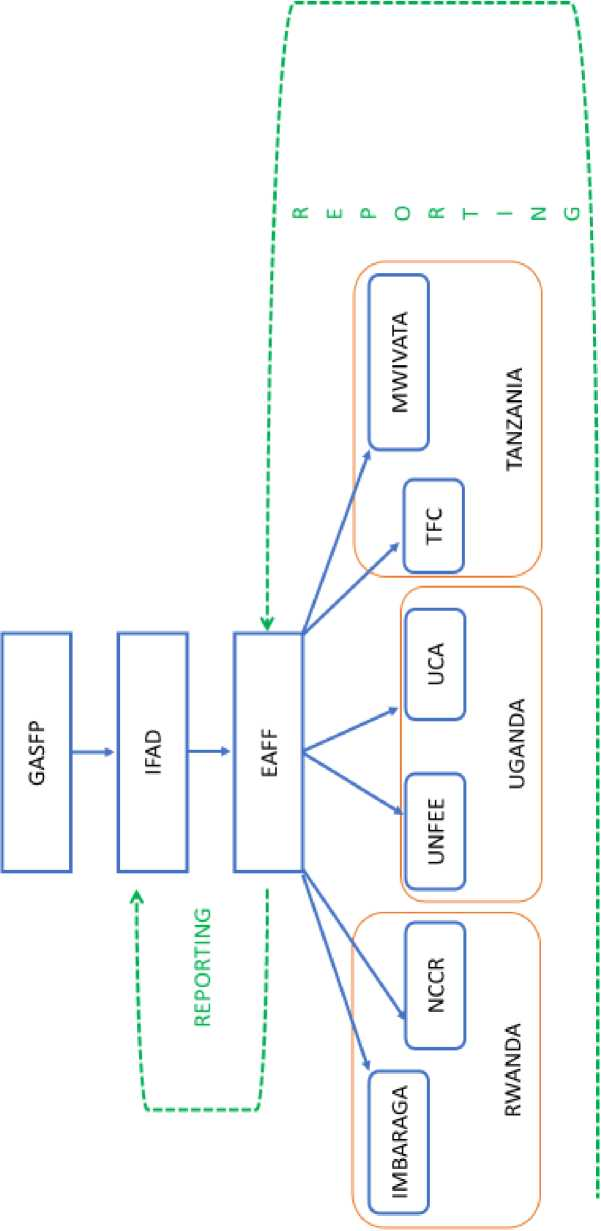 GASFP
IFAD
REPORTING
EAFF
IMBARAGA
NCCR
RWANDA
UNFEE
UCA
UGANDA
TFC
MWIVATA
TANZANIA
R E P O R T I N G